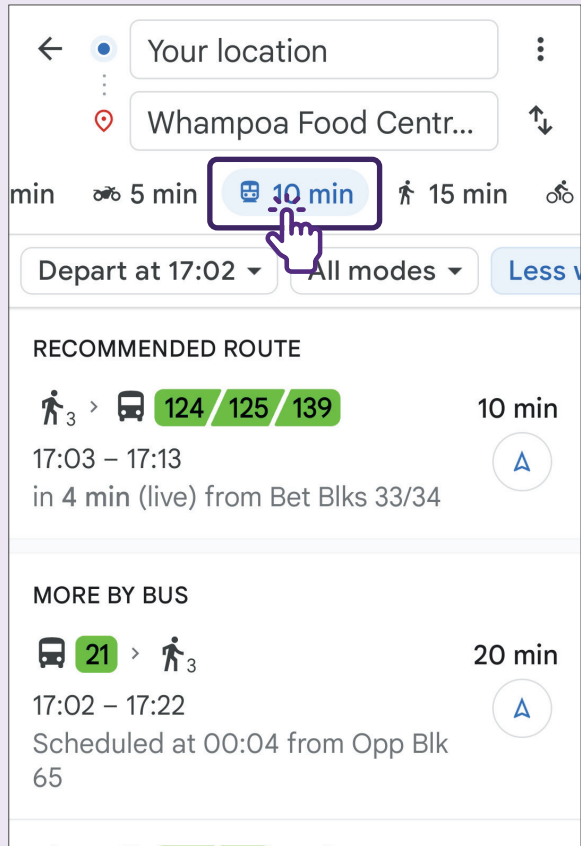 Your location
Whampoa Food Centr...
min 5 min 10 min 15 min
Depart at 17:02 All modes Less
RECOMMENDED ROUTE
3 > 124 / 125 / 139 10 min
17:03 – 17:13
in 4 min (live) from Bet Blks 33/34
MORE BY BUS
21 > 3 20 min
17:02 – 17:22
Scheduled at 00:04 from Opp Blk
65